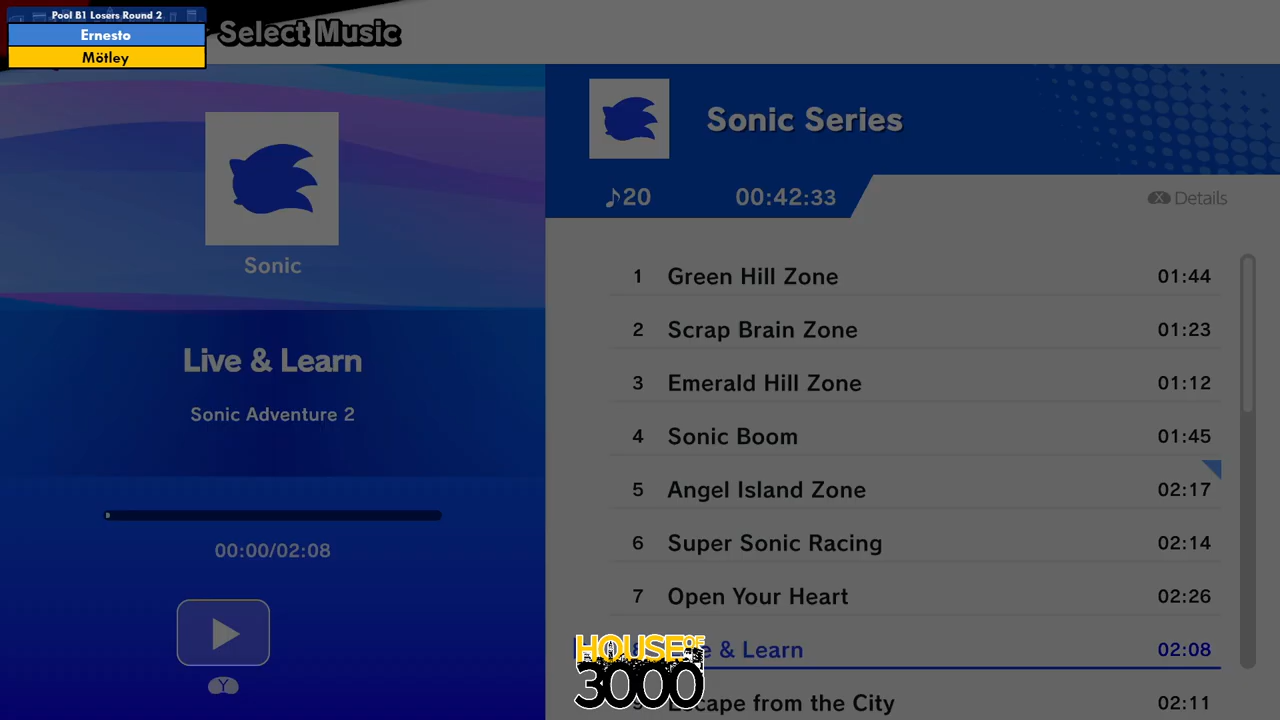 Pool B1 Losers Round 2
Ernesto
Mötley
Select Music
Sonic
Live & Learn
Sonic Adventure 2
00:00/02:08
Y
Sonic Series
♪20 00:42:33
X Details
1 Green Hill Zone 01:44
2 Scrap Brain Zone 01:23
3 Emerald Hill Zone 01:12
4 Sonic Boom 01:45
5 Angel Island Zone 02:17
6 Super Sonic Racing 02:14
7 Open Your Heart 02:26
& Learn 02:08
Escape from the City 02:11
HOUSE OF
3000